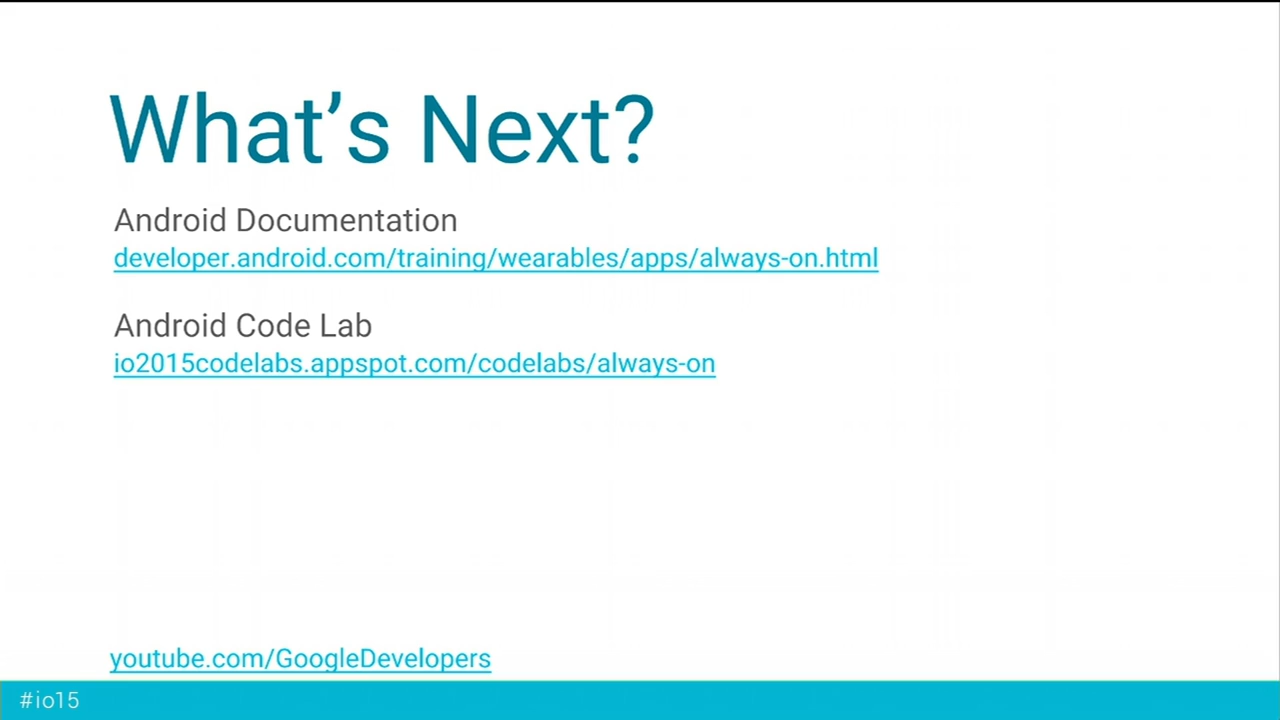 What’s Next?
Android Documentation
developer.android.com/training/wearables/apps/always-on.html
Android Code Lab
io2015codelabs.appspot.com/codelabs/always-on
youtube.com/GoogleDevelopers
#io15